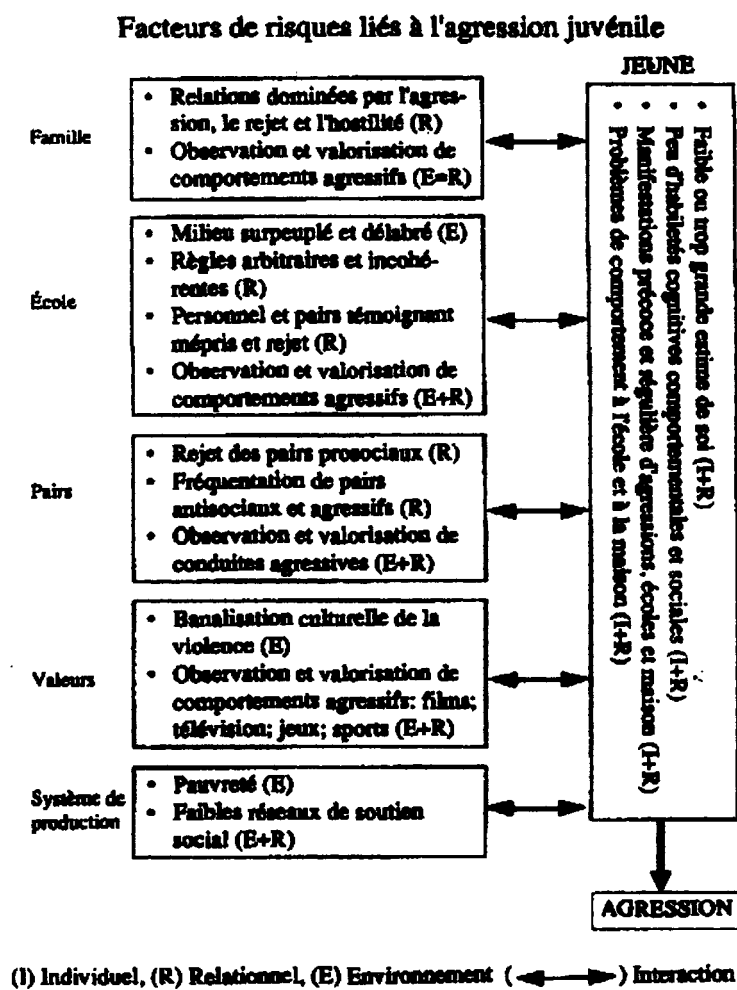 Facteurs de risques liés à l'agression juvénile
JEUNE
Famille
• Relations dominées par l'agres-
sion, le rejet et l'hostilité (R)
• Observation et valorisation de
comportements agressifs (E=R)
École
• Milieu surpeuplé et délabré (E)
• Règles arbitraires et incohé-
rentes (R)
• Personnel et pairs témoignant
mépris et rejet (R)
• Observation et valorisation de
comportements agressifs (E+R)
Pairs
• Rejet des pairs prosociaux (R)
• Fréquentation de pairs
antisociaux et agressifs (R)
• Observation et valorisation de
conduites agressives (E+R)
Valeurs
• Banalisation culturelle de la
violence (E)
• Observation et valorisation de
comportements agressifs: films;
télévision; jeux; sports (E+R)
Système de
production
• Pauvreté (E)
• Faibles réseaux de soutien
social (E+R)
• Faible ou trop grande estime de soi (I+R)
• Peu d'habiletés cognitives comportementales et sociales (I+R)
• Manifestations précoce et régulière d'agressions, écoles et maison (I+R)
• Problèmes de comportement à l'école et à la maison (I+R)
AGRESSION
(I) Individuel, (R) Relationnel, (E) Environnement (◄──►) Interaction